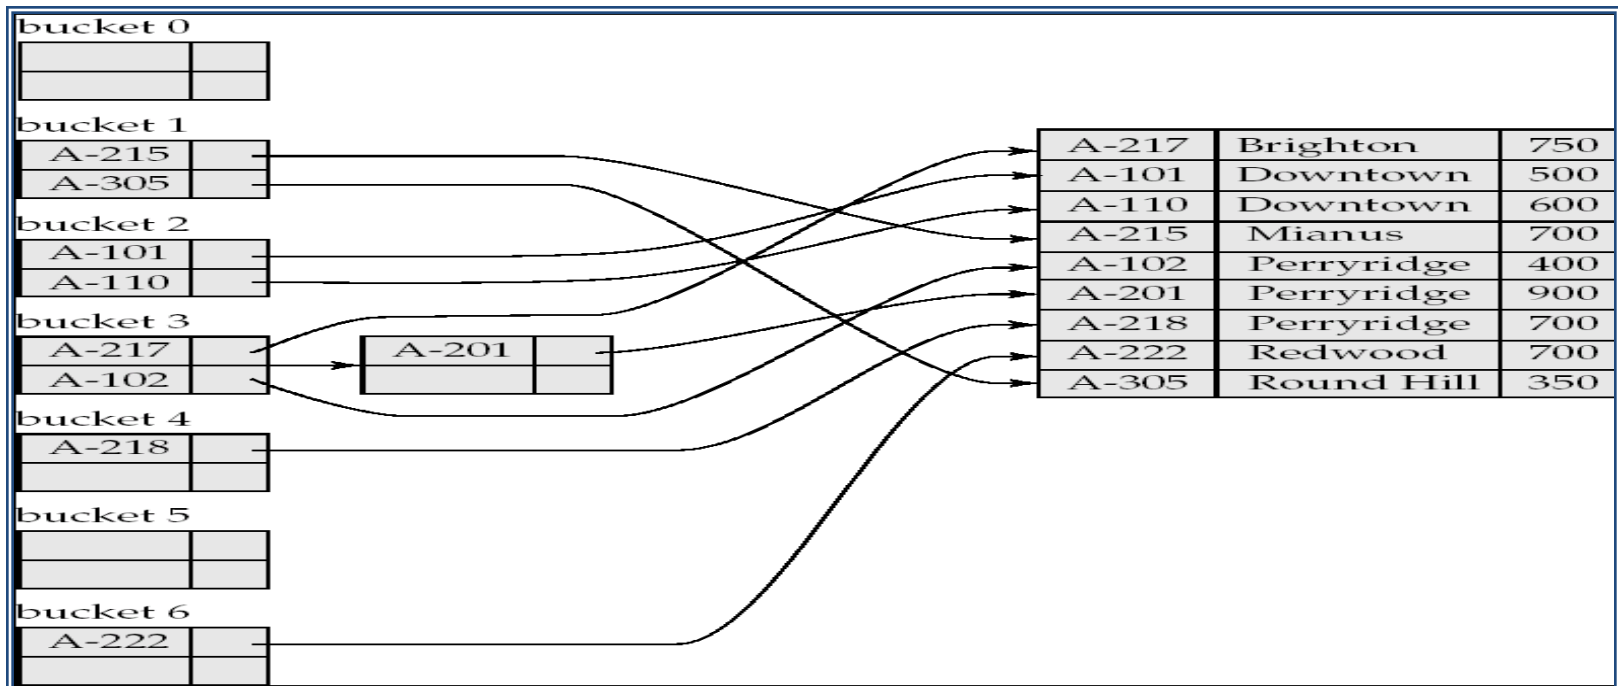 bucket 0
bucket 1
A-215
A-305
bucket 2
A-101
A-110
bucket 3
A-217
A-102
A-201
bucket 4
A-218
bucket 5
bucket 6
A-222
A-217 Brighton 750
A-101 Downtown 500
A-110 Downtown 600
A-215 Mianus 700
A-102 Perryridge 400
A-201 Perryridge 900
A-218 Perryridge 700
A-222 Redwood 700
A-305 Round Hill 350